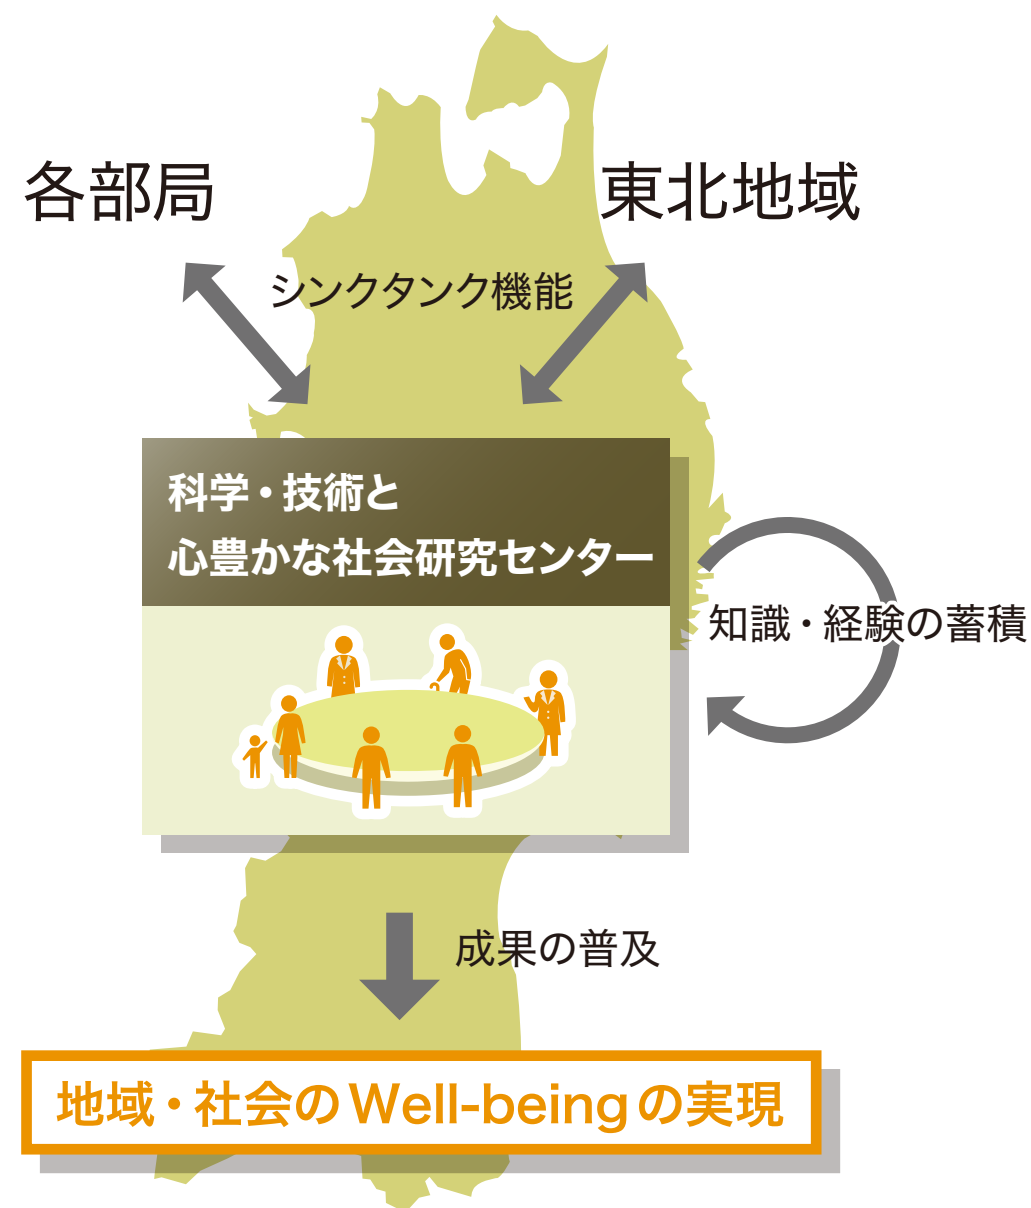 各部局
東北地域
シンクタンク機能
科学・技術と
心豊かな社会研究センター
知識・経験の蓄積
成果の普及
地域・社会のWell-beingの実現